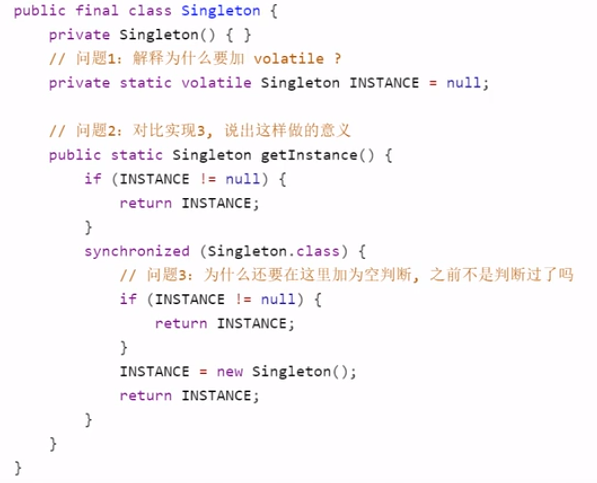 public final class Singleton {
    private Singleton() { }
    // 问题1：解释为什么要加 volatile ?
    private static volatile Singleton INSTANCE = null;

    // 问题2：对比实现3, 说出这样做的意义
    public static Singleton getInstance() {
        if (INSTANCE != null) {
            return INSTANCE;
        }
        synchronized (Singleton.class) {
            // 问题3：为什么还要在这里加为空判断, 之前不是判断过了吗
            if (INSTANCE != null) {
                return INSTANCE;
            }
            INSTANCE = new Singleton();
            return INSTANCE;
        }
    }
}